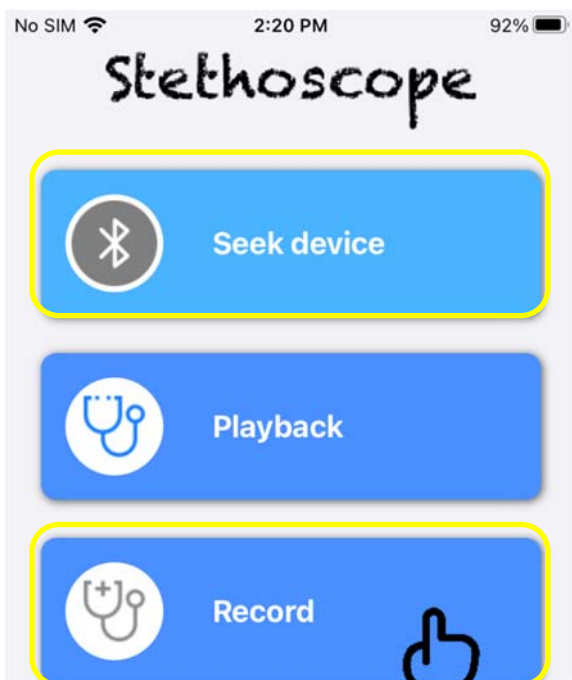 No SIM 2:20 PM 92%
Stethoscope
Seek device
Playback
Record